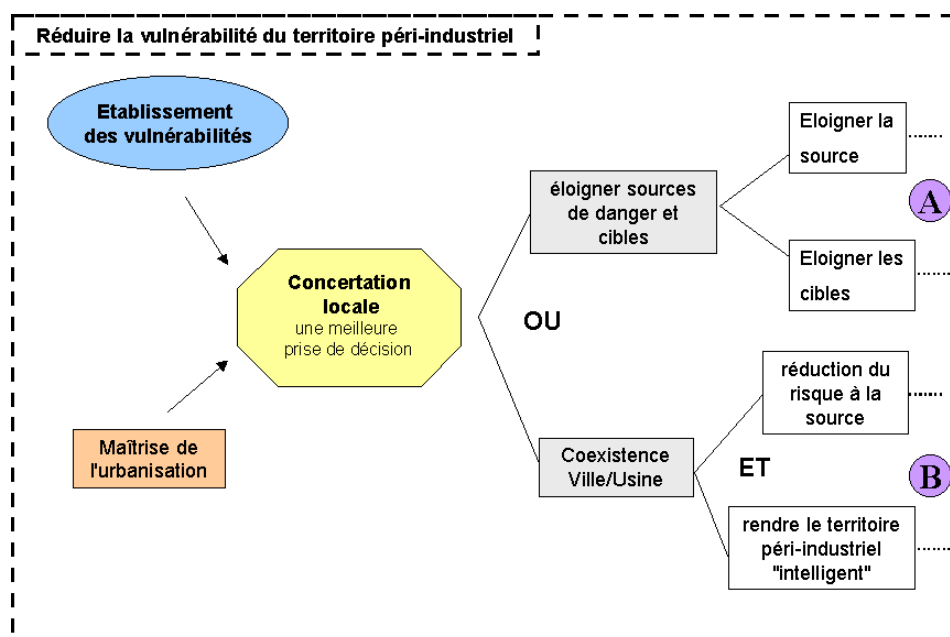 Réduire la vulnérabilité du territoire péri-industriel
Etablissement
des vulnérabilités
Concertation
locale
une meilleure
prise de décision
Maîtrise de
l'urbanisation
OU
éloigner sources
de danger et
cibles
Eloigner la
source
A
Eloigner les
cibles
Coexistence
Ville/Usine
ET
réduction du
risque à la
source
B
rendre le territoire
péri-industriel
"intelligent"